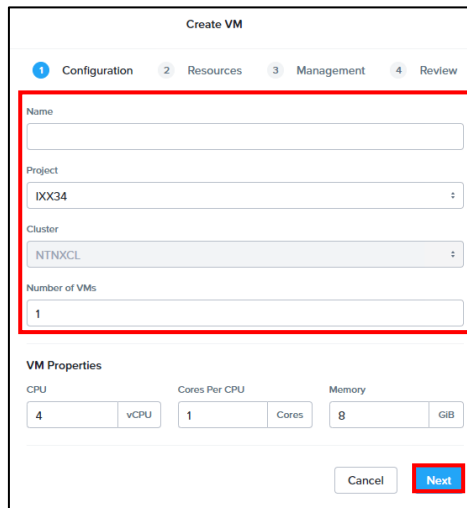 Create VM
1 Configuration 2 Resources 3 Management 4 Review
Name
Project
IXX34
Cluster
NTNXCL
Number of VMs
1
VM Properties
CPU Cores Per CPU Memory
4 vCPU 1 Cores 8 GiB
Cancel Next